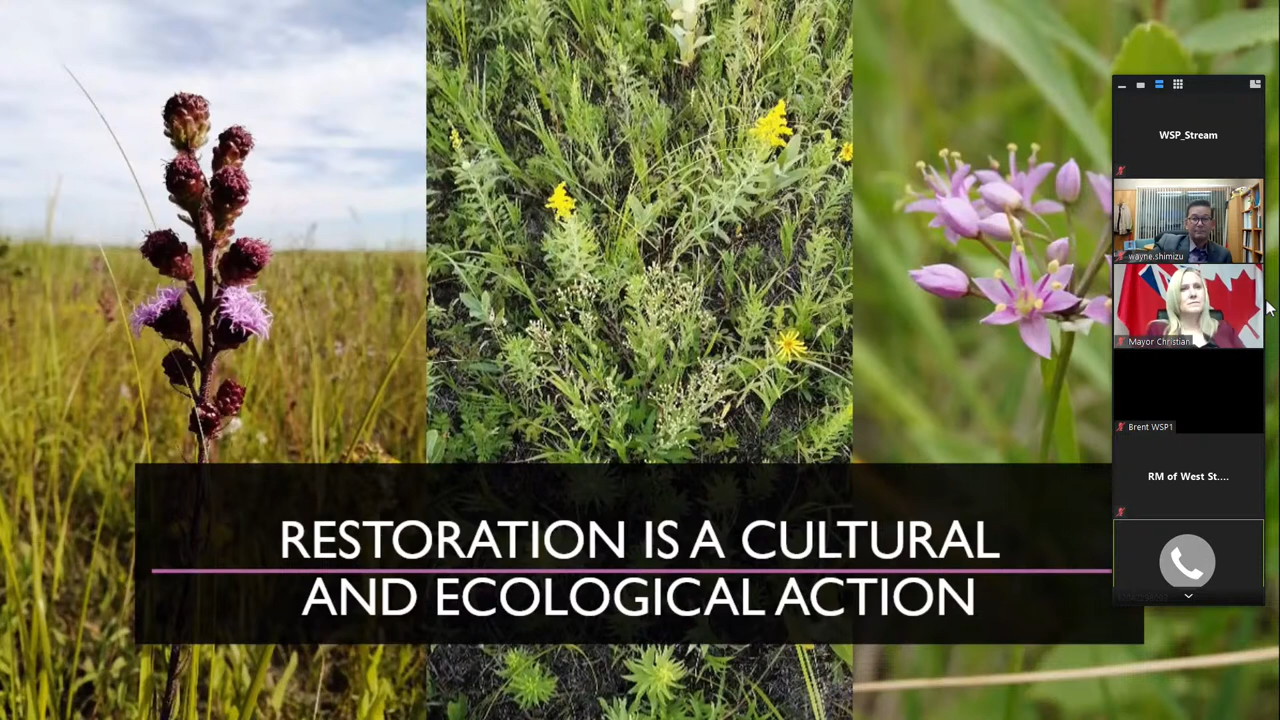 RESTORATION IS A CULTURAL
AND ECOLOGICAL ACTION
WSP_Stream
wayne.shimizu
Mayor Christian
Brent WSP1
RM of West St....